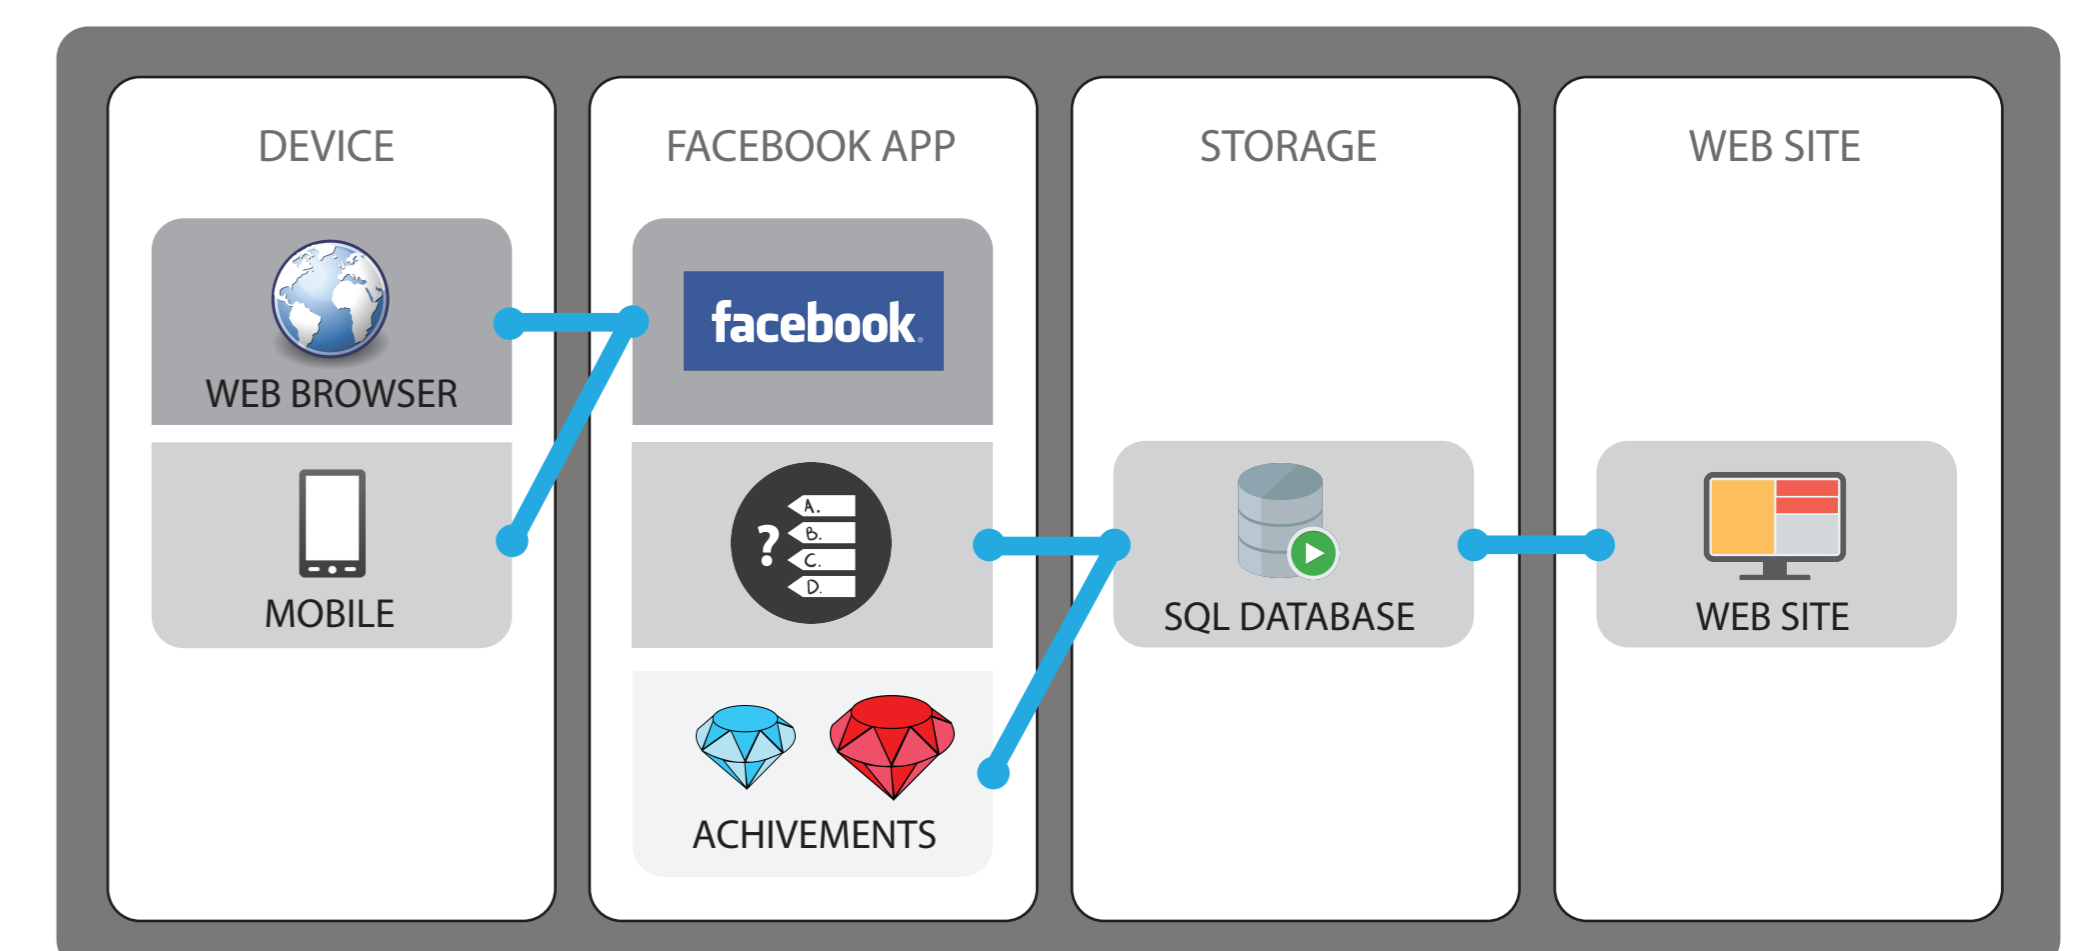 DEVICE
FACEBOOK APP
STORAGE
WEB SITE
WEB BROWSER
MOBILE
facebook®
?
A.
B.
C.
D.
ACHIVEMENTS
SQL DATABASE
WEB SITE